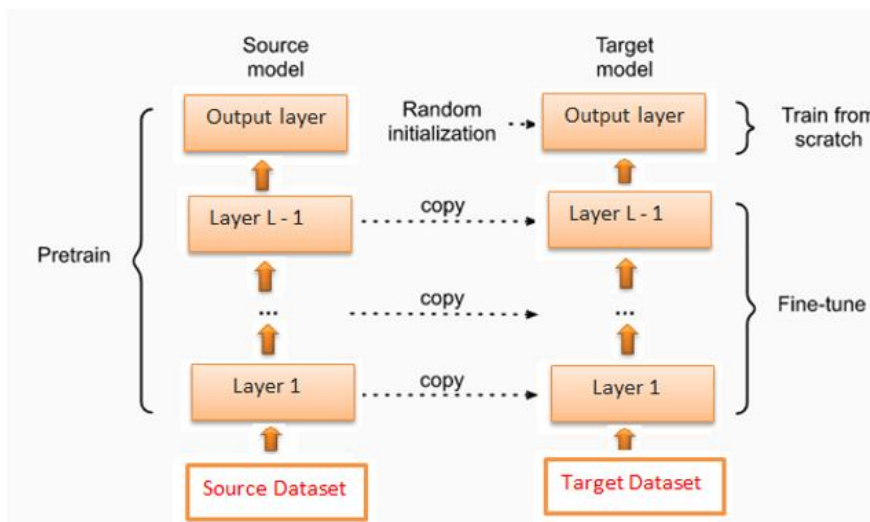 Source
model
Target
model
Output layer
Random
initialization
Output layer
Train from
scratch
Layer L - 1
copy
Layer L - 1
Pretrain
...
copy
...
Fine-tune
Layer 1
copy
Layer 1
Source Dataset
Target Dataset